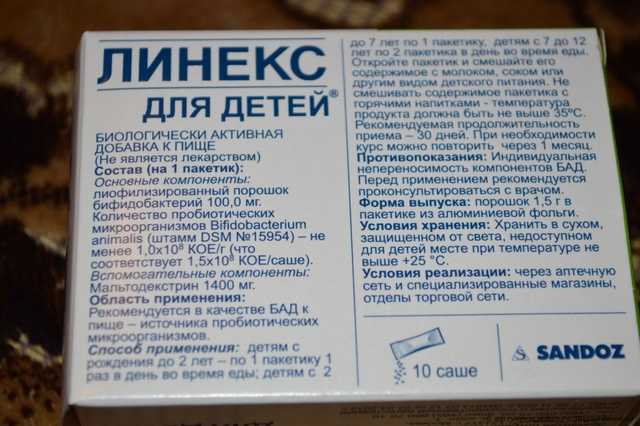 ЛИНЕКС
ДЛЯ ДЕТЕЙ®
БИОЛОГИЧЕСКИ АКТИВНАЯ
ДОБАВКА К ПИЩЕ
(Не является лекарством)
Состав (на 1 пакетик):
Основные компоненты:
лиофилизированный порошок
бифидобактерий 100,0 мг.
Количество пробиотических
микроорганизмов Bifidobacterium
animalis (штамм DSM №15954) – не
менее 1,0x10⁸ КОЕ/г (что
соответствует 1,5x10⁸ КОЕ/саше).
Вспомогательные компоненты:
Мальтодекстрин 1400 мг.
Область применения:
Рекомендуется в качестве БАД к
пище – источника пробиотических
микроорганизмов.
Способ применения: детям с
рождения до 2 лет – по 1 пакетику 1
раз в день во время еды; детям с 2
до 7 лет по 1 пакетику, детям с 7 до 12
лет по 2 пакетика в день во время еды.
Откройте пакетик и смешайте его
содержимое с молоком, соком или
другим видом детского питания. Не
смешивать содержимое пакетика с
горячими напитками - температура
продукта должна быть не выше 35ºС.
Рекомендуемая продолжительность
приема – 30 дней. При необходимости
курс можно повторить через 1 месяц.
Противопоказания: Индивидуальная
непереносимость компонентов БАД.
Перед применением рекомендуется
проконсультироваться с врачом.
Форма выпуска: порошок 1,5 г в
пакетике из алюминиевой фольги.
Условия хранения: Хранить в сухом,
защищенном от света, недоступном
для детей месте при температуре не
выше +25 °С.
Условия реализации: через аптечную
сеть и специализированные магазины,
отделы торговой сети.
10 саше
SANDOZ